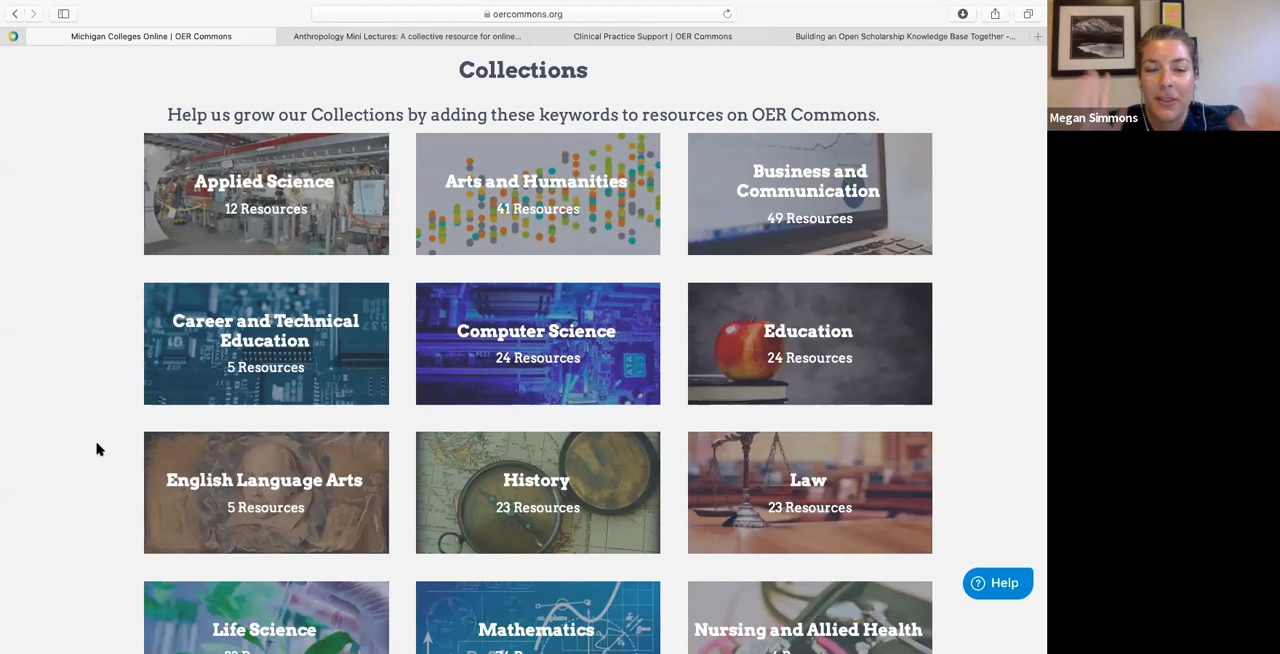 oercommons.org
Michigan Colleges Online | OER Commons
Anthropology Mini Lectures: A collective resource for online...
Clinical Practice Support | OER Commons
Building an Open Scholarship Knowledge Base Together -...
Megan Simmons
Collections
Help us grow our Collections by adding these keywords to resources on OER Commons.
Applied Science
12 Resources
Arts and Humanities
41 Resources
Business and
Communication
49 Resources
Career and Technical
Education
5 Resources
Computer Science
24 Resources
Education
24 Resources
English Language Arts
5 Resources
History
23 Resources
Law
23 Resources
Help
Life Science
Mathematics
Nursing and Allied Health